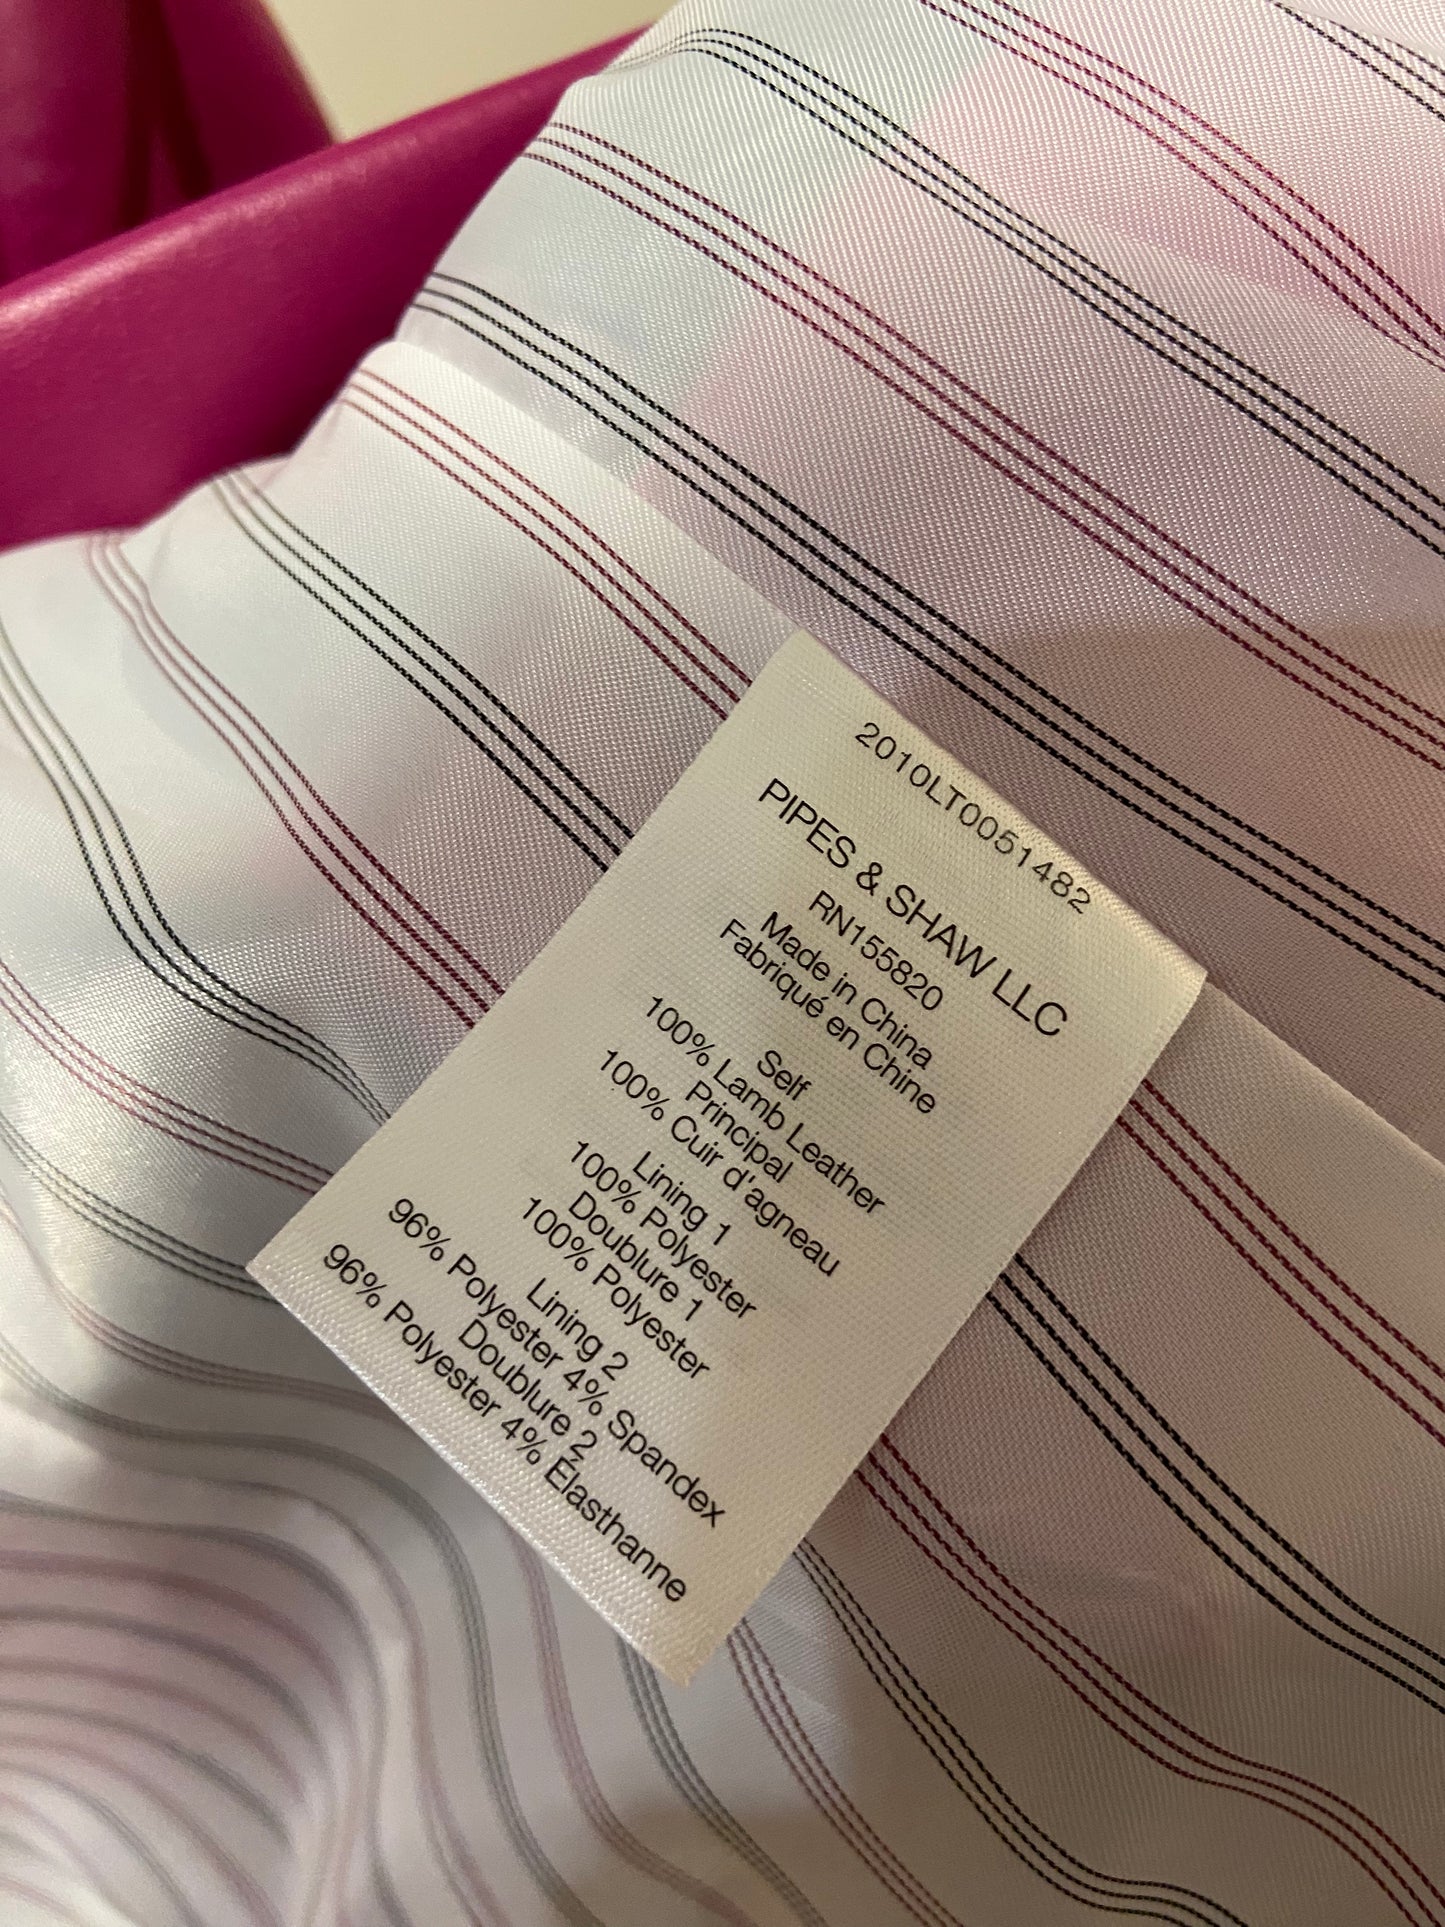 2010LT0051482
PIPES & SHAW LLC
RN155820
Made in China
Fabriqué en Chine
Self
100% Lamb Leather
Principal
100% Cuir d'agneau
Lining 1
100% Polyester
Doublure 1
100% Polyester
Lining 2
96% Polyester 4% Spandex
Doublure 2
96% Polyester 4% Élasthanne